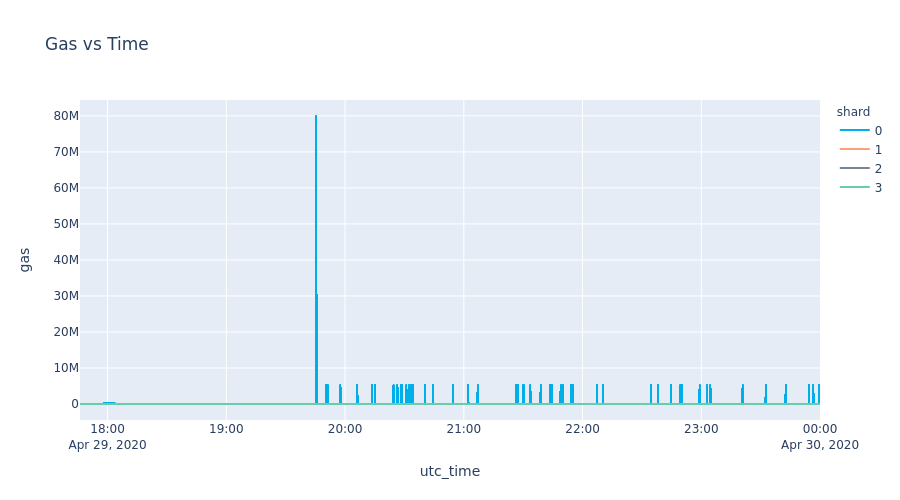 Gas vs Time
shard
0
1
2
3
80M
70M
60M
50M
40M
30M
20M
10M
0
gas
18:00
Apr 29, 2020
19:00
20:00
21:00
22:00
23:00
00:00
Apr 30, 2020
utc_time